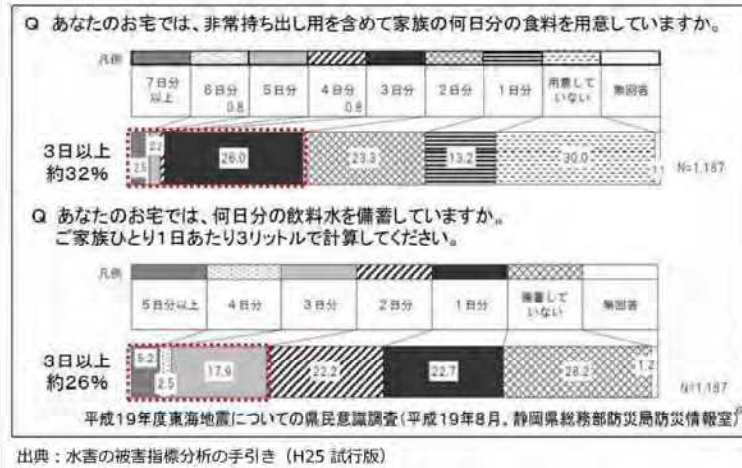 Q あなたのお宅では、非常持ち出し用を含めて家族の何日分の食料を用意していますか。
凡例
7日分以上 6日分 5日分 4日分 3日分 2日分 1日分 用意していない 無回答
0.8 0.8
3日以上
約32%
2.5 2.2 26.0 23.3 13.2 30.0 1.1 N=1,187
Q あなたのお宅では、何日分の飲料水を備蓄していますか。
ご家族ひとり1日あたり3リットルで計算してください。
凡例
5日分以上 4日分 3日分 2日分 1日分 備蓄していない 無回答
3日以上
約26%
5.2 2.5 17.9 22.2 22.7 28.2 1.2 N=1,187
平成19年度東海地震についての県民意識調査(平成19年8月,静岡県総務部防災局防災情報室)
出典：水害の被害指標分析の手引き（H25 試行版）